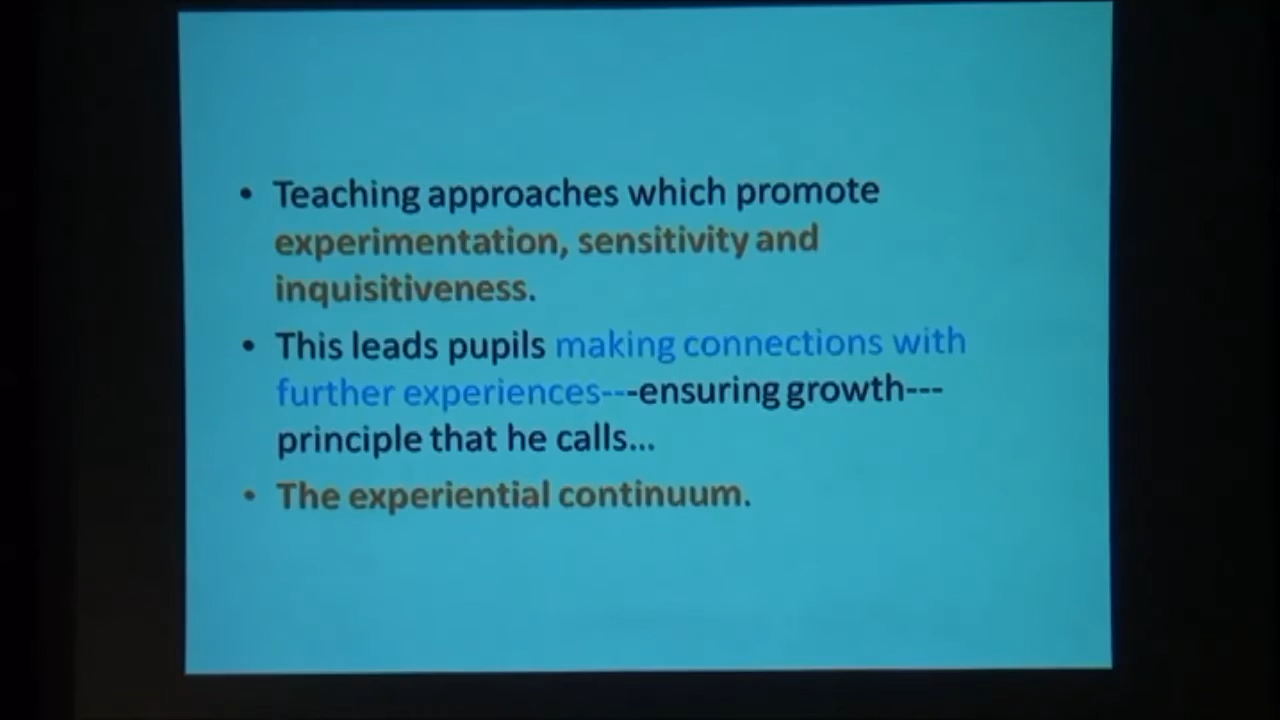 • Teaching approaches which promote
experimentation, sensitivity and
inquisitiveness.
• This leads pupils making connections with
further experiences---ensuring growth---
principle that he calls...
• The experiential continuum.